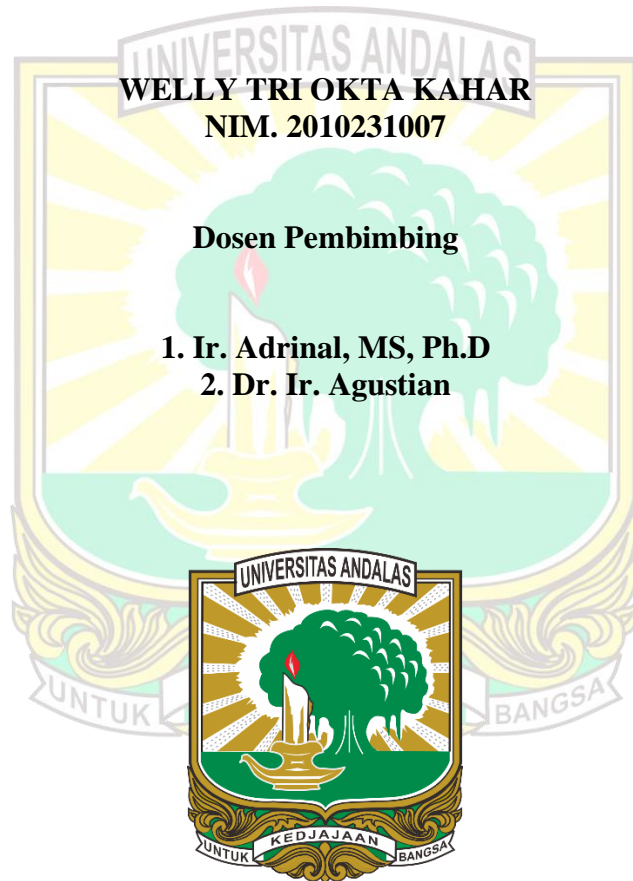 UNIVERSITAS ANDALAS
WELLY TRI OKTA KAHAR
NIM. 2010231007
Dosen Pembimbing
1. Ir. Adrinal, MS, Ph.D
2. Dr. Ir. Agustian
UNIVERSITAS ANDALAS
UNTUK BANGSA
UNTUK KEDJAJAAN BANGSA